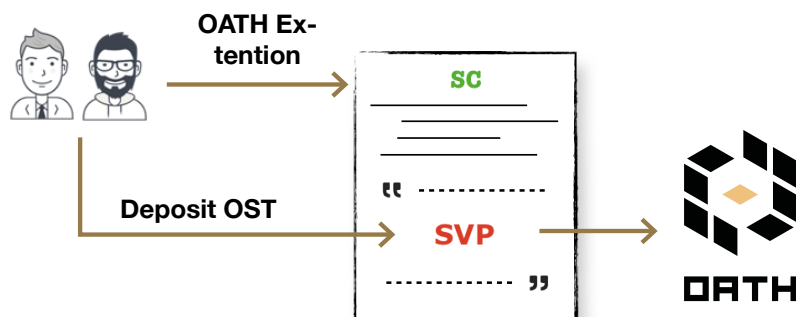 OATH Ex-
tention
SC
“
Deposit OST
SVP
”
OATH